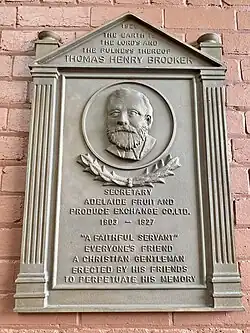 THE EARTH IS
THE LORD'S AND
THE FULNESS THEREOF
THOMAS HENRY BROOKER
SECRETARY
ADELAIDE FRUIT AND
PRODUCE EXCHANGE CO. LTD.
1903 – 1927
"A FAITHFUL SERVANT"
EVERYONE'S FRIEND
A CHRISTIAN GENTLEMAN
ERECTED BY HIS FRIENDS
TO PERPETUATE HIS MEMORY